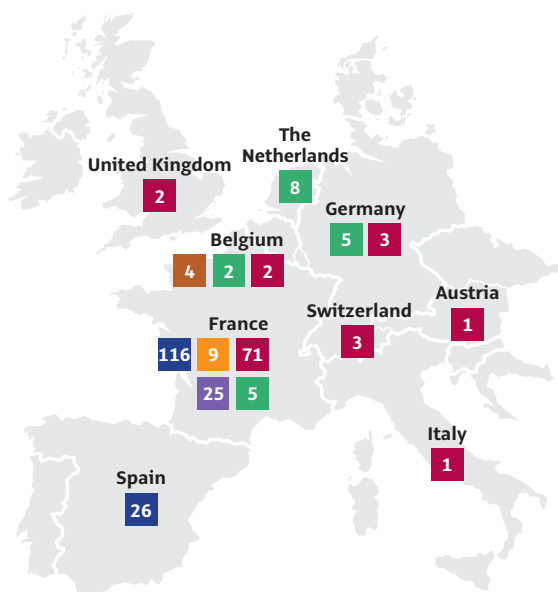 The
Netherlands
8
United Kingdom
2
Germany
5 3
Belgium
4 2 2
Austria
1
Switzerland
3
France
116 9 71
25 5
Italy
1
Spain
26